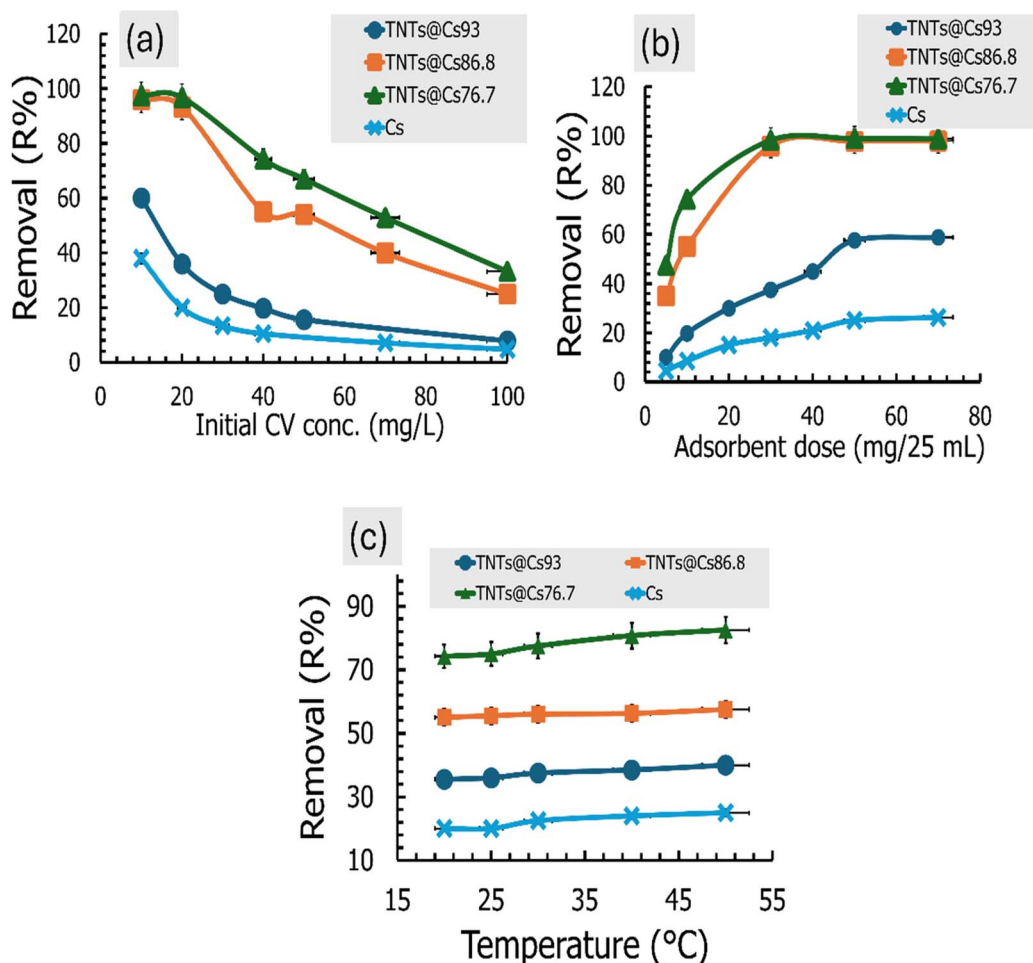 (a)
TNTs@Cs93
TNTs@Cs86.8
TNTs@Cs76.7
Cs
Removal (R%)
120
100
80
60
40
20
0
0 20 40 60 80 100
Initial CV conc. (mg/L)
(b)
TNTs@Cs93
TNTs@Cs86.8
TNTs@Cs76.7
Cs
Removal (R%)
120
100
80
60
40
20
0
0 20 40 60 80
Adsorbent dose (mg/25 mL)
(c)
TNTs@Cs93 TNTs@Cs86.8
TNTs@Cs76.7 Cs
Removal (R%)
90
70
50
30
10
15 25 35 45 55
Temperature (°C)